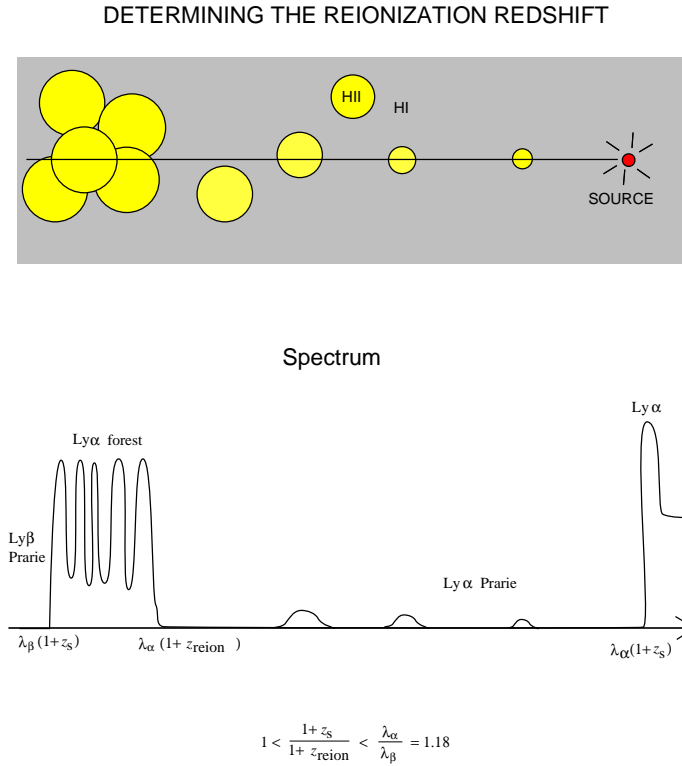 DETERMINING THE REIONIZATION REDSHIFT
HII
HI
SOURCE
Spectrum
Lyα
Lyα forest
Lyβ
Prarie
Lyα Prarie
λβ(1+zs)
λα(1+ zreion )
λα(1+zs)
1 < 1+ zs / 1+ zreion < λα / λβ = 1.18